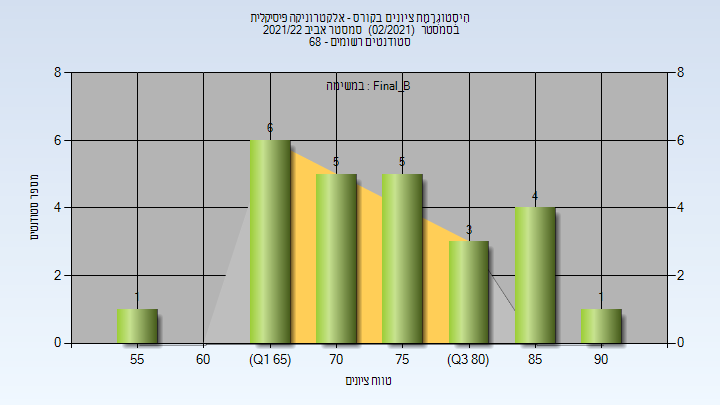 היסטוגרמת ציונים בקורס - אלקטרוניקה פיסיקלית
בסמסטר (02/2021) סמסטר אביב 2021/22
סטודנטים רשומים - 68
במשימה : Final_B
8 8
6 6
4 4
2 2
0 0
6
5
5
3
4
1
1
מספר סטודנטים
55 60 (Q1 65) 70 75 (Q3 80) 85 90
טווח ציונים